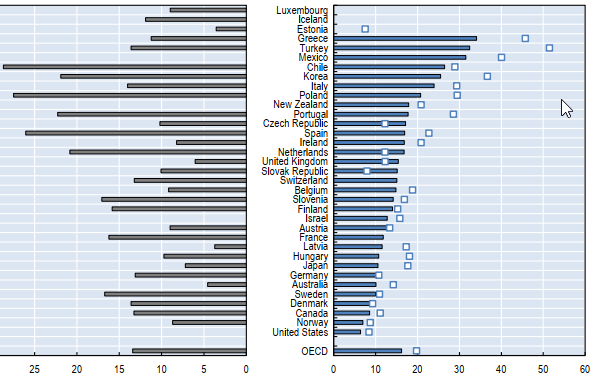 Luxembourg
Iceland
Estonia
Greece
Turkey
Mexico
Chile
Korea
Italy
Poland
New Zealand
Portugal
Czech Republic
Spain
Ireland
Netherlands
United Kingdom
Slovak Republic
Switzerland
Belgium
Slovenia
Finland
Israel
Austria
France
Latvia
Hungary
Japan
Germany
Australia
Sweden
Denmark
Canada
Norway
United States
OECD
25 20 15 10 5 0 0 10 20 30 40 50 60